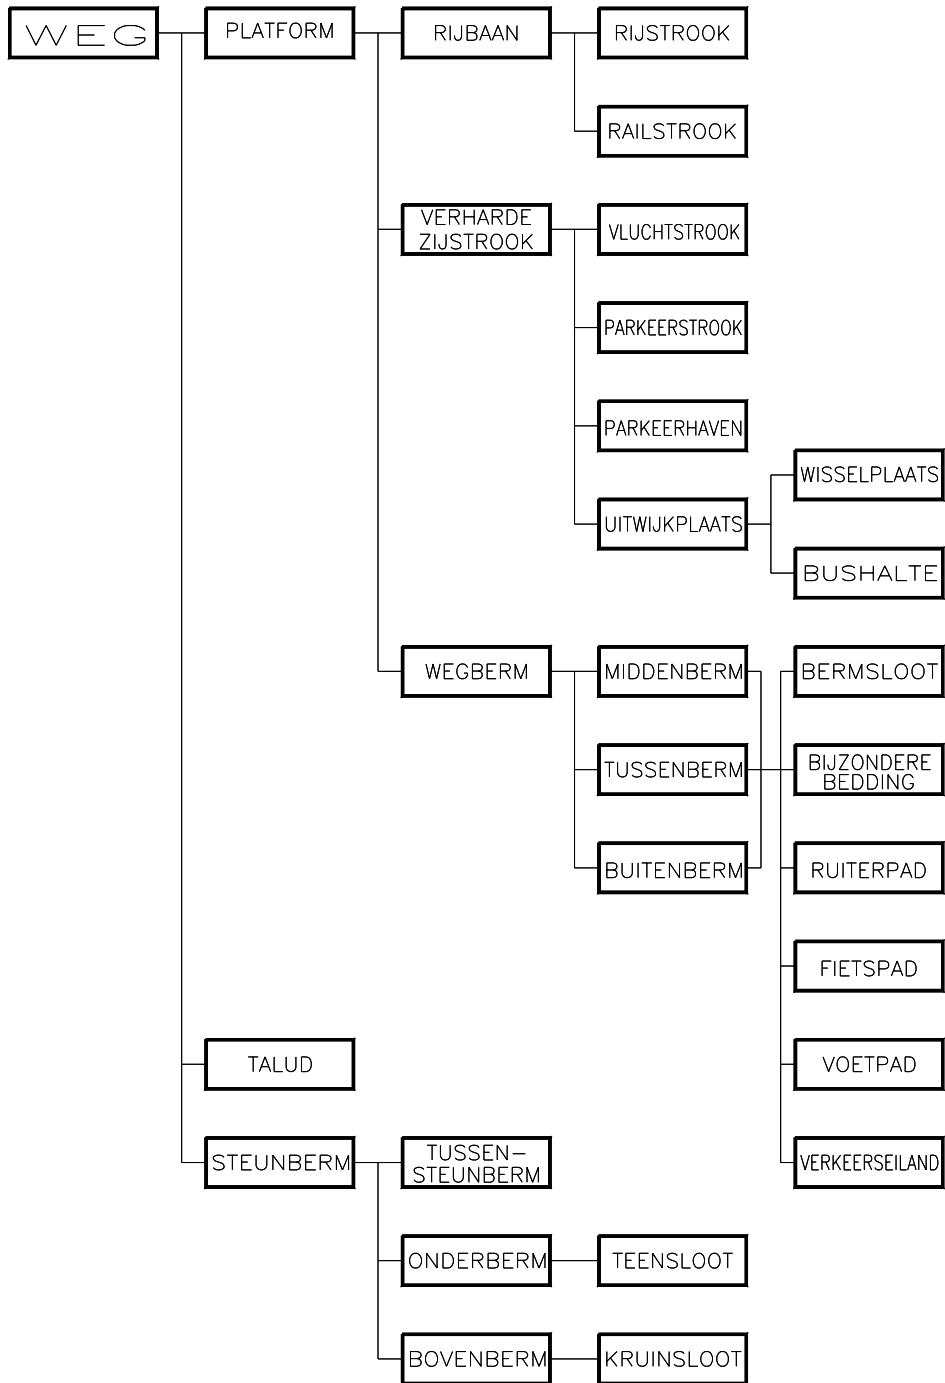 WEG
PLATFORM
RIJBAAN
RIJSTROOK
RAILSTROOK
VERHARDE
ZIJSTROOK
VLUCHTSTROOK
PARKEERSTROOK
PARKEERHAVEN
UITWIJKPLAATS
WISSELPLAATS
BUSHALTE
WEGBERM
MIDDENBERM
TUSSENBERM
BUITENBERM
BERMSLOOT
BIJZONDERE
BEDDING
RUITERPAD
FIETSPAD
VOETPAD
VERKEERSEILAND
TALUD
STEUNBERM
TUSSEN-
STEUNBERM
ONDERBERM
TEENSLOOT
BOVENBERM
KRUINSLOOT